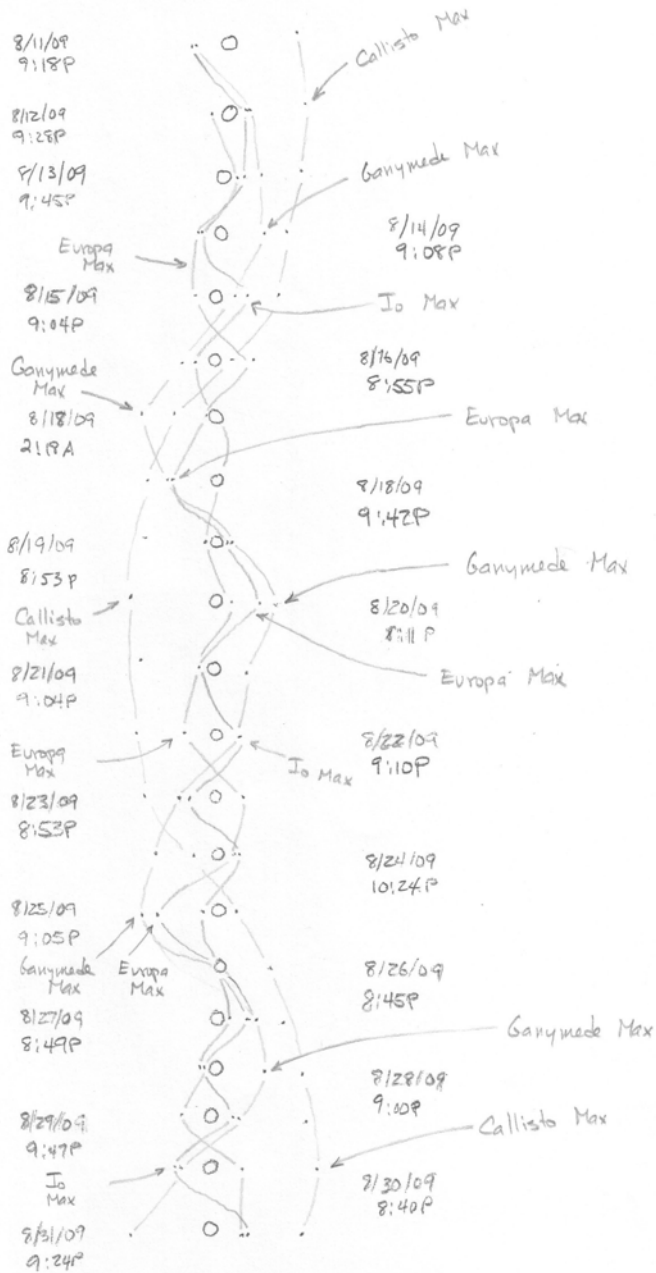 8/11/09
9:18P
Callisto Max
8/12/09
9:28P
8/13/09
9:45P
Ganymede Max
8/14/09
9:08P
Europa
Max
8/15/09
9:04P
Io Max
8/16/09
8:55P
Ganymede
Max
8/18/09
2:19A
Europa Max
8/18/09
9:42P
8/19/09
8:53P
Ganymede Max
8/20/09
8:11P
Callisto
Max
Europa Max
8/21/09
9:04P
8/22/09
9:10P
Europa
Max
Io Max
8/23/09
8:53P
8/24/09
10:24P
8/25/09
9:05P
Ganymede
Max
Europa
Max
8/26/09
8:45P
8/27/09
8:49P
Ganymede Max
8/28/09
9:00P
8/29/09
9:47P
Callisto Max
Io
Max
8/30/09
8:40P
8/31/09
9:24P